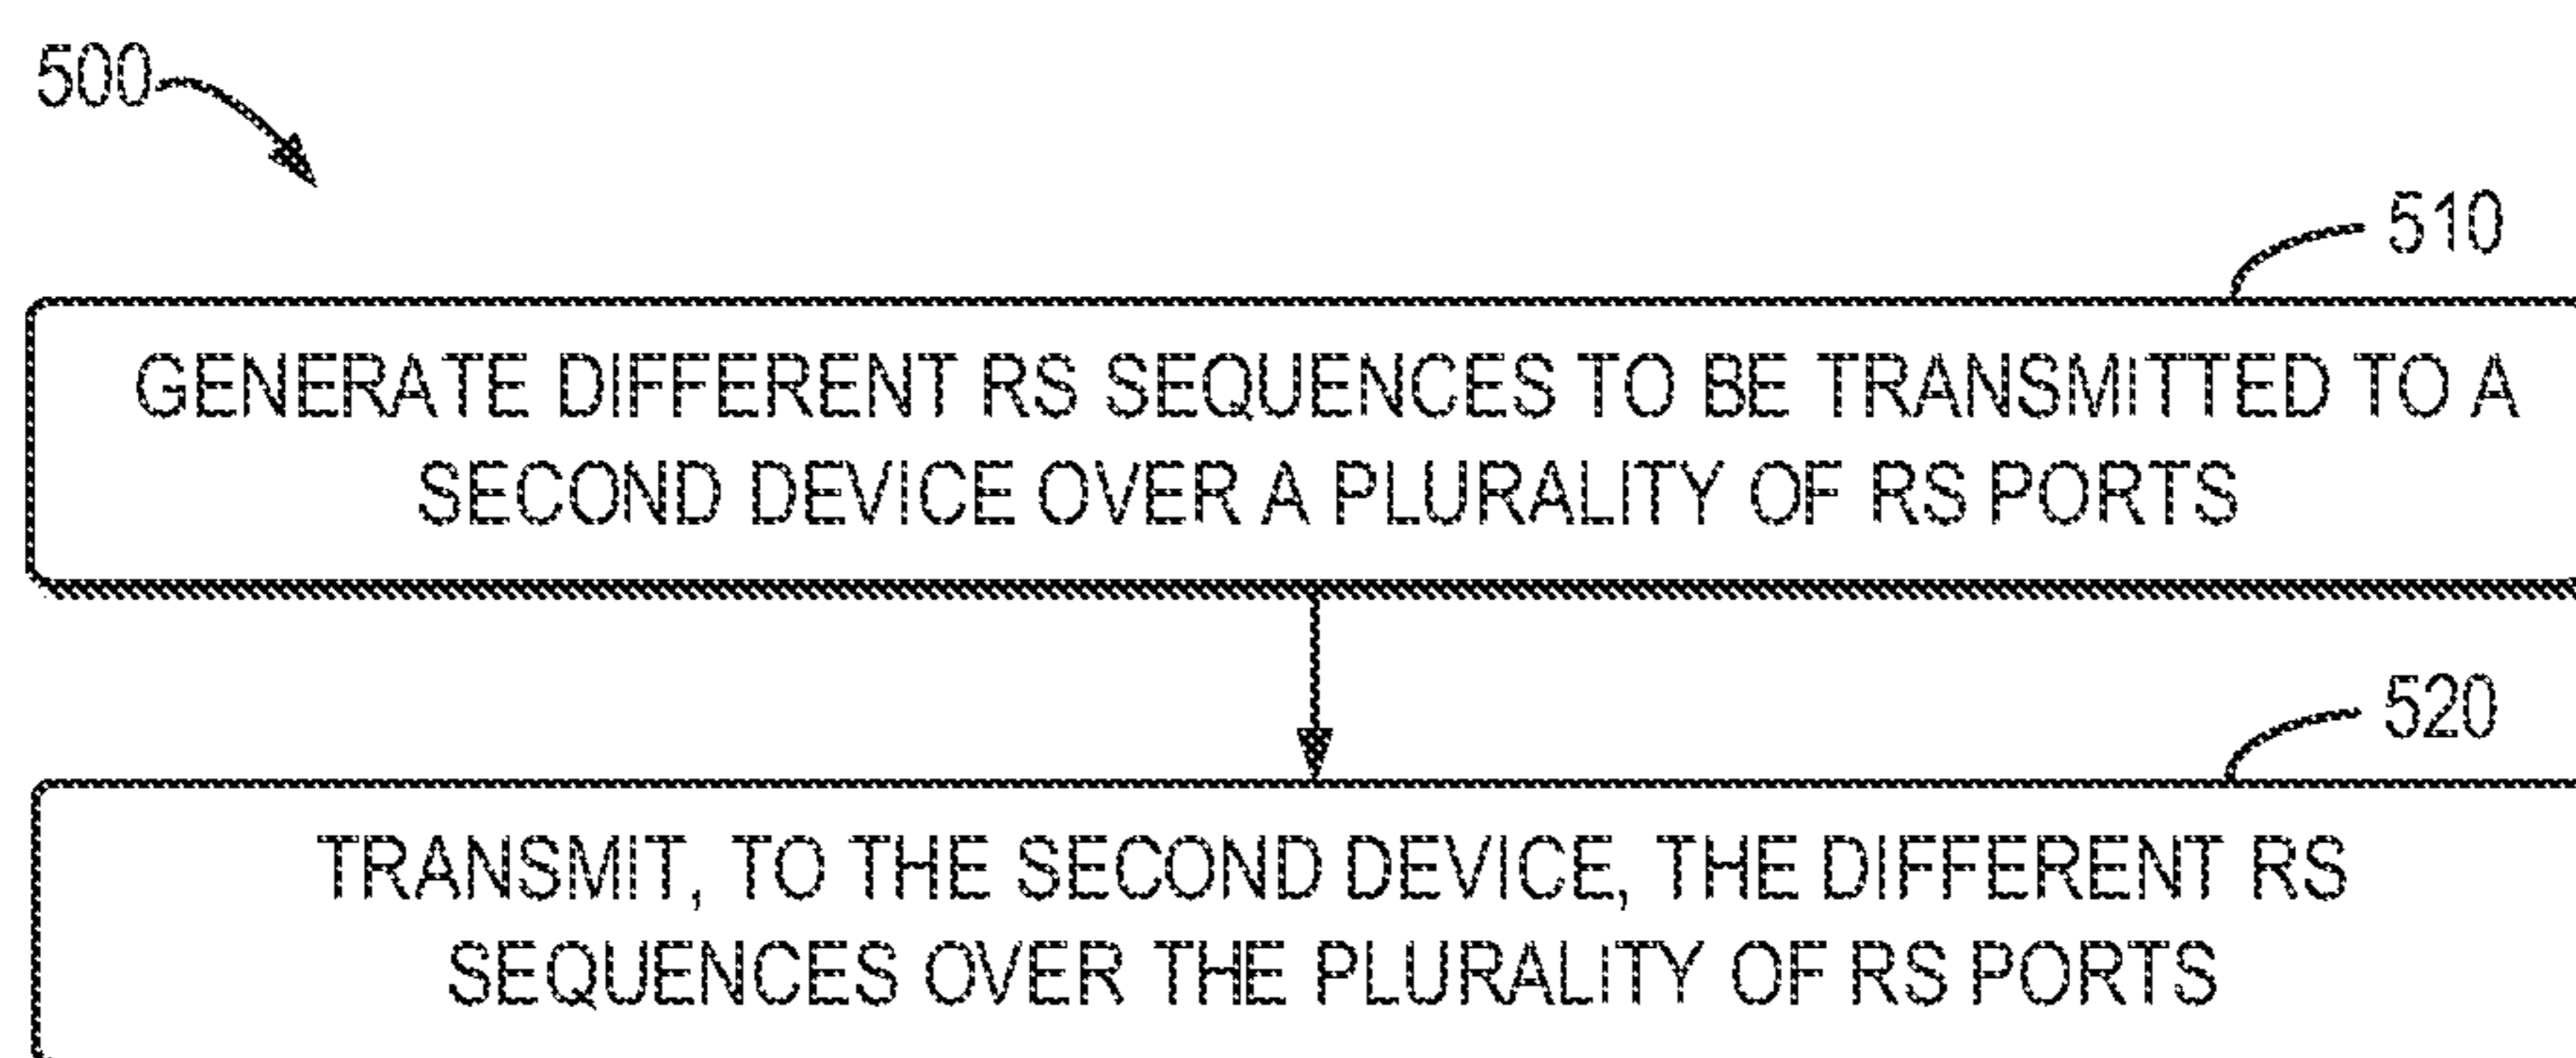 500
510
GENERATE DIFFERENT RS SEQUENCES TO BE TRANSMITTED TO A
SECOND DEVICE OVER A PLURALITY OF RS PORTS
520
TRANSMIT, TO THE SECOND DEVICE, THE DIFFERENT RS
SEQUENCES OVER THE PLURALITY OF RS PORTS